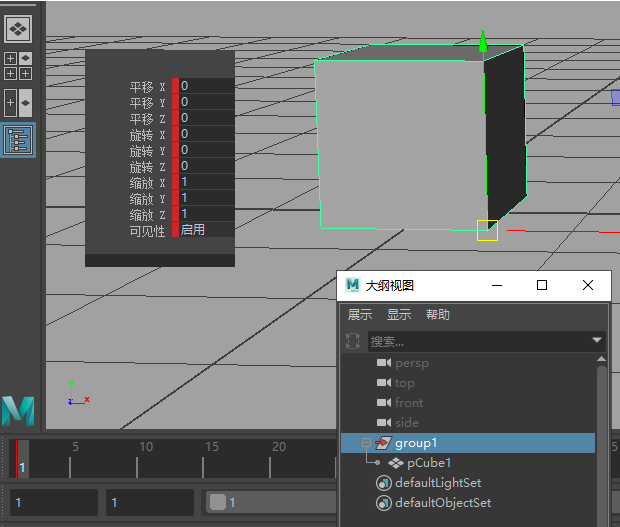 平移 X 0
平移 Y 0
平移 Z 0
旋转 X 0
旋转 Y 0
旋转 Z 0
缩放 X 1
缩放 Y 1
缩放 Z 1
可见性 启用
大纲视图
展示 显示 帮助
搜索...
persp
top
front
side
group1
pCube1
defaultLightSet
defaultObjectSet
Y
X
Z
M
5 10 15 20
1
1 1 1